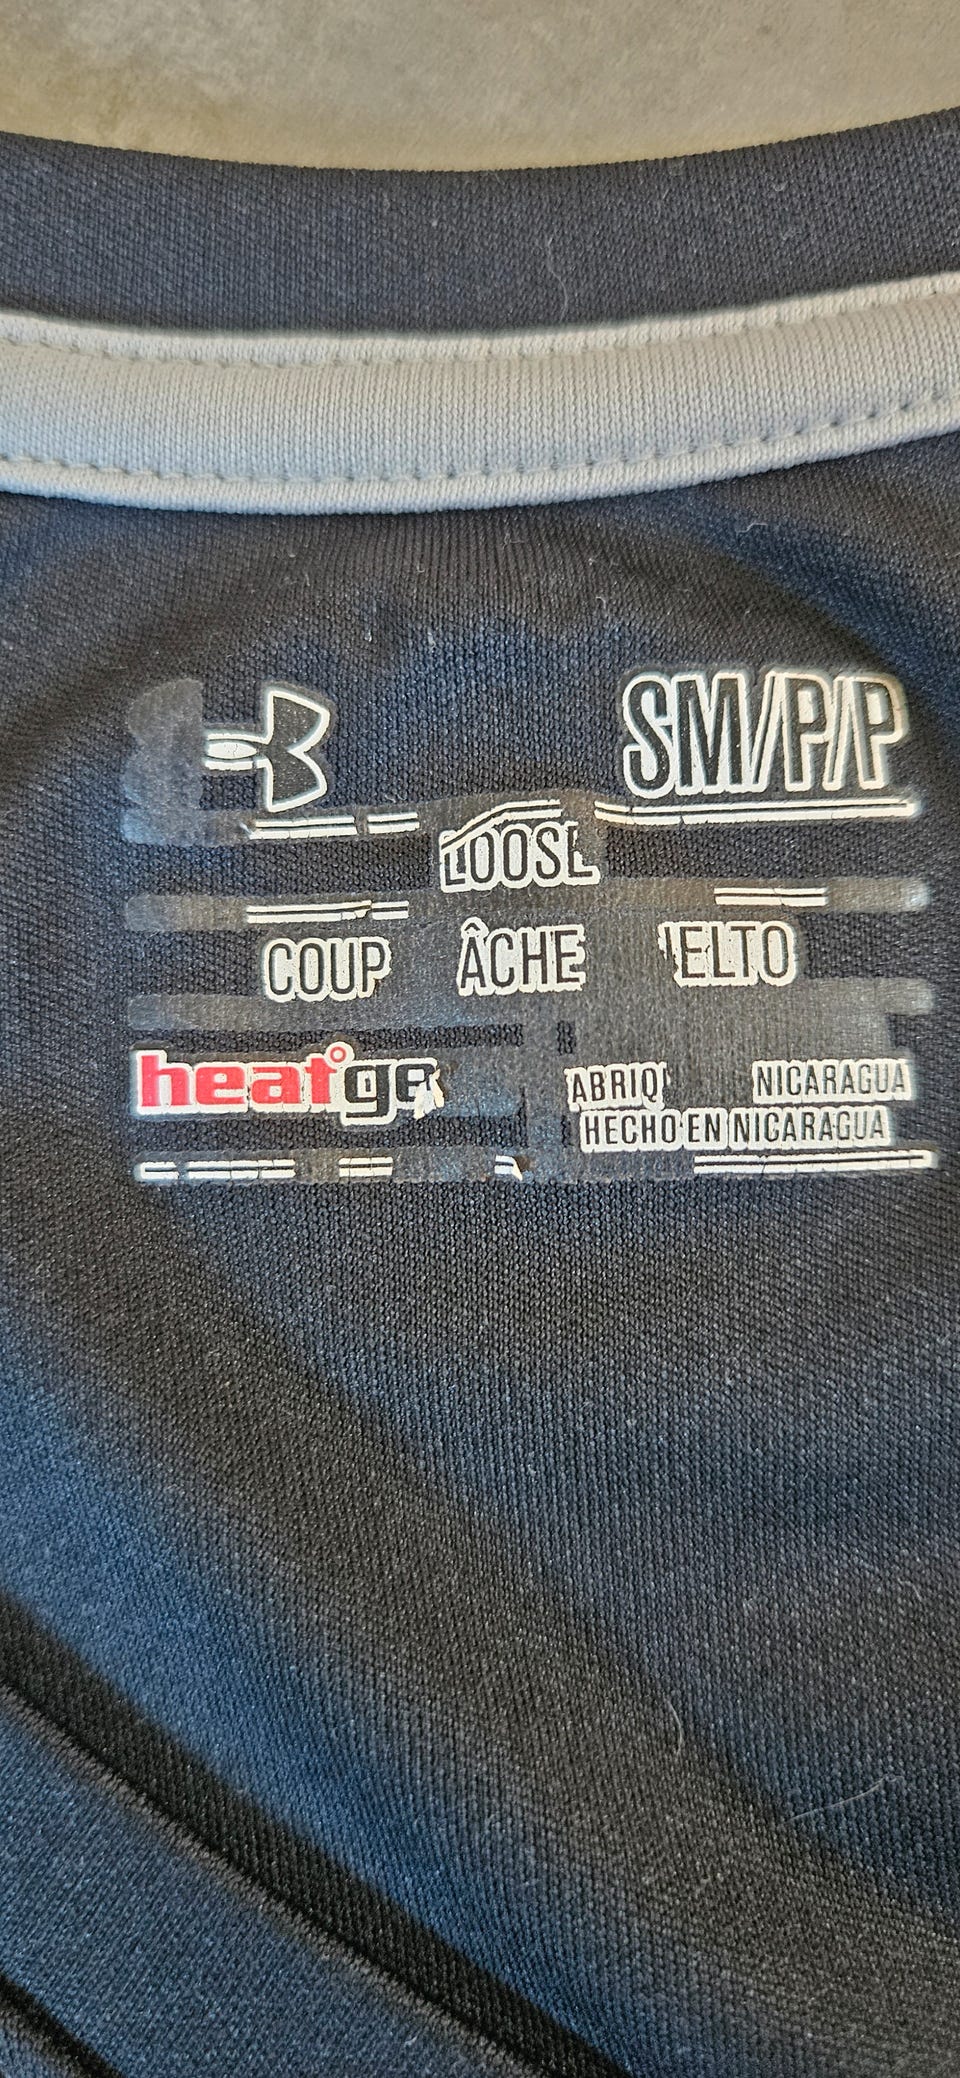 SM/P/P
LOOSE
COUP ÂCHE ELTO
heatge
ABRIQ NICARAGUA
HECHO EN NICARAGUA